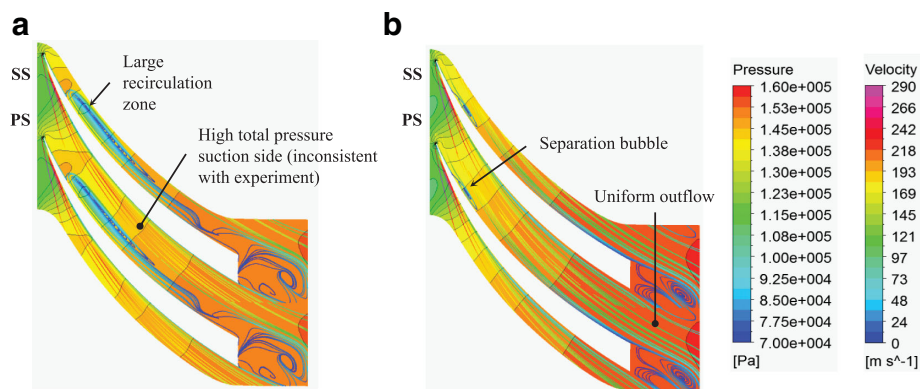 a
SS
PS
Large
recirculation
zone
High total pressure
suction side (inconsistent
with experiment)
b
SS
PS
Separation bubble
Uniform outflow
Pressure
1.60e+005
1.53e+005
1.45e+005
1.38e+005
1.30e+005
1.23e+005
1.15e+005
1.08e+005
1.00e+005
9.25e+004
8.50e+004
7.75e+004
7.00e+004
[Pa]
Velocity
290
266
242
218
193
169
145
121
97
73
48
24
0
[m s^-1]